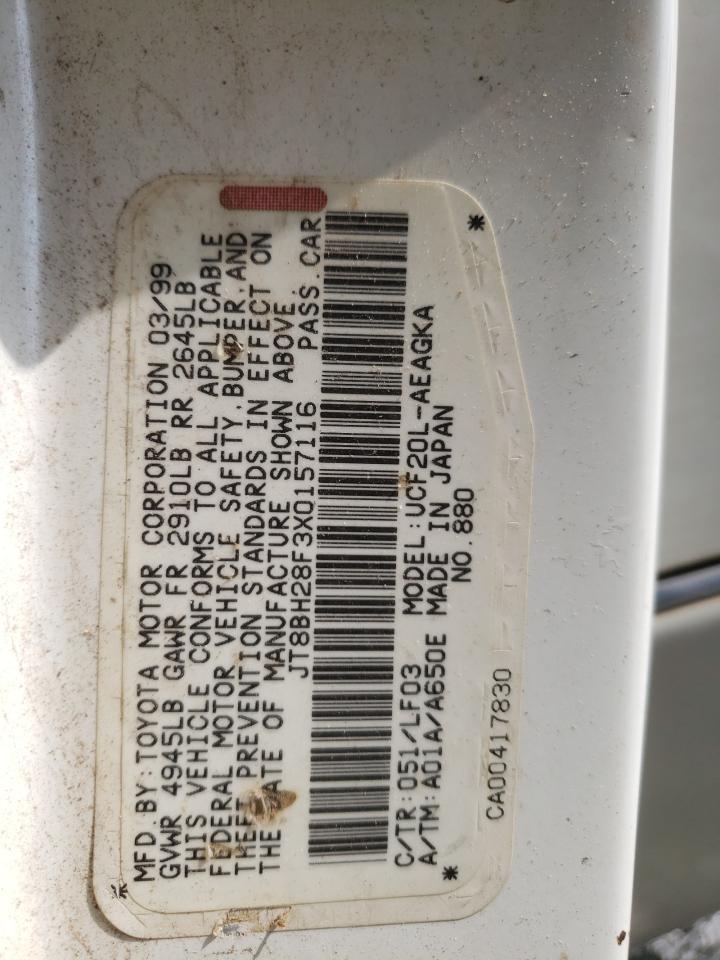 MFD.BY:TOYOTA MOTOR CORPORATION 03/99
GVWR 4945LB GAWR FR 2910LB RR 2645LB
THIS VEHICLE CONFORMS TO ALL APPLICABLE
FEDERAL MOTOR VEHICLE SAFETY,BUMPER,AND
THEFT PREVENTION STANDARDS IN EFFECT ON
THE DATE OF MANUFACTURE SHOWN ABOVE.
JT8BH28F3X0157116 PASS.CAR
C/TR:051/LF03 MODEL:UCF20L-AEAGKA
A/TM:A01A/A650E MADE IN JAPAN
NO.880
CA00417830